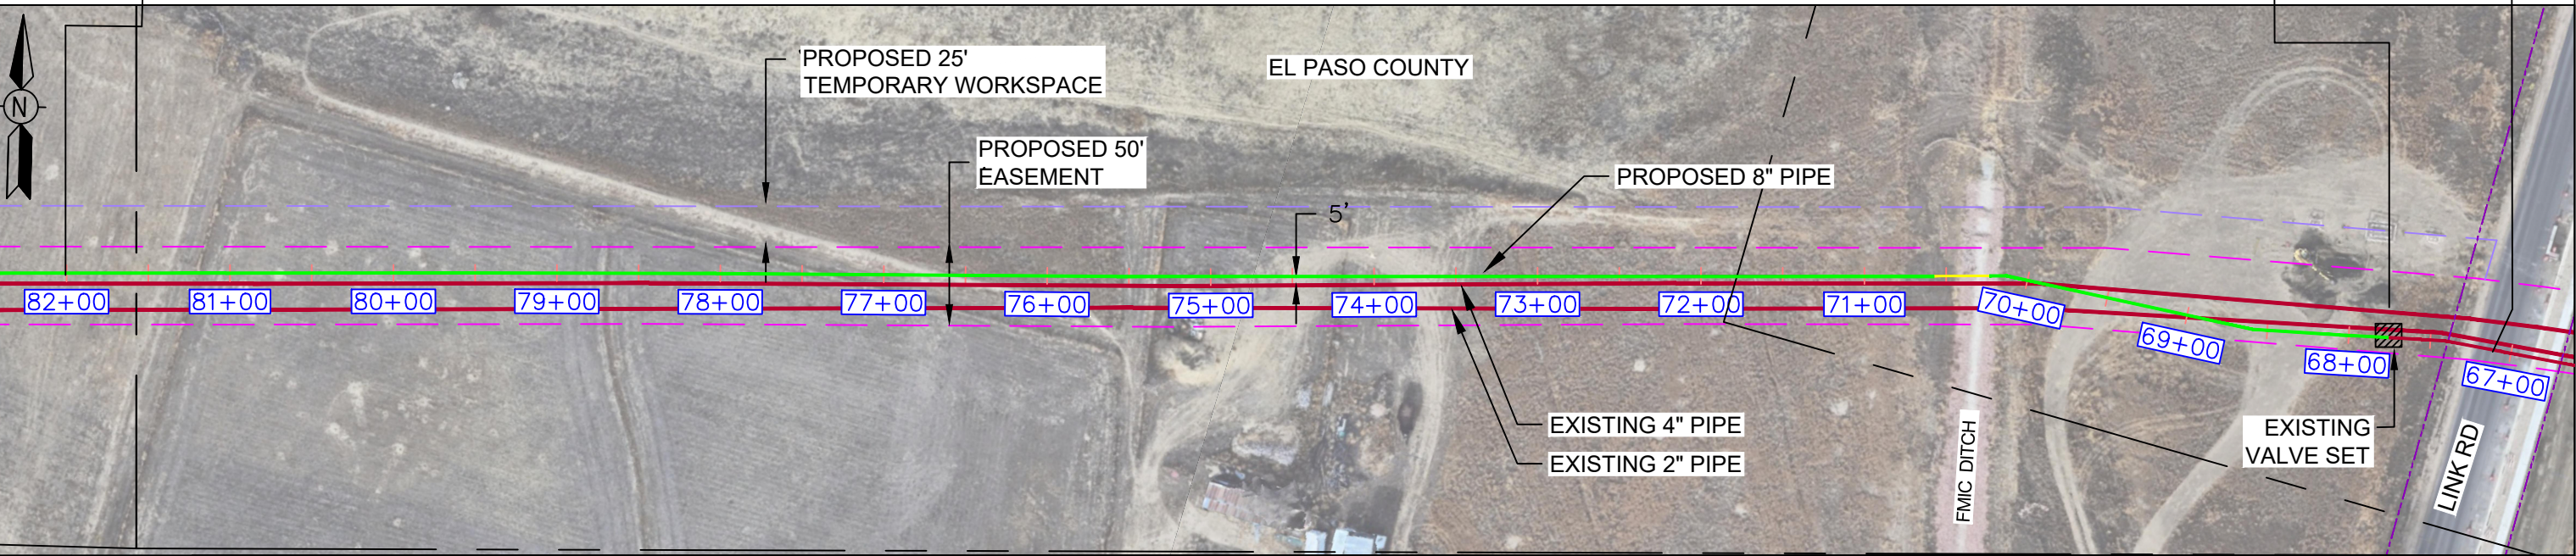 N
PROPOSED 25'
TEMPORARY WORKSPACE
EL PASO COUNTY
PROPOSED 50'
EASEMENT
PROPOSED 8" PIPE
5'
82+00
81+00
80+00
79+00
78+00
77+00
76+00
75+00
74+00
73+00
72+00
71+00
70+00
69+00
68+00
67+00
EXISTING 4" PIPE
EXISTING 2" PIPE
FMIC DITCH
EXISTING
VALVE SET
LINK RD